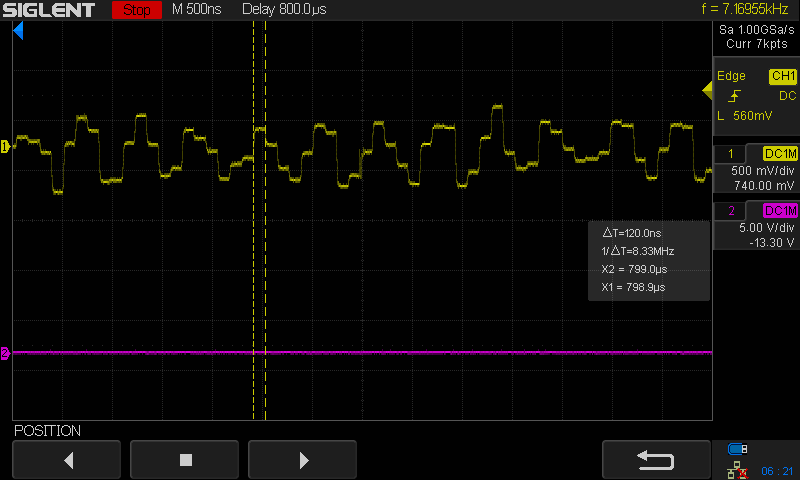 SIGLENT Stop M 500ns Delay 800.0µs f = 7.16955kHz
Sa 1.00GSa/s
Curr 7kpts
Edge CH1
DC
L 560mV
1 DC1M
500 mV/div
740.00 mV
2 DC1M
5.00 V/div
-13.30 V
△T=120.0ns
1/△T=8.33MHz
X2 = 799.0µs
X1 = 798.9µs
1
2
POSITION
06:21